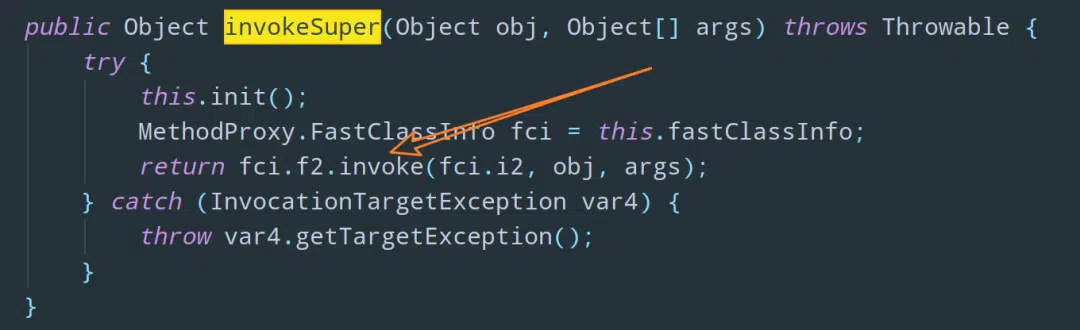 public Object invokeSuper(Object obj, Object[] args) throws Throwable {
try {
this.init();
MethodProxy.FastClassInfo fci = this.fastClassInfo;
return fci.f2.invoke(fci.i2, obj, args);
} catch (InvocationTargetException var4) {
throw var4.getTargetException();
}
}